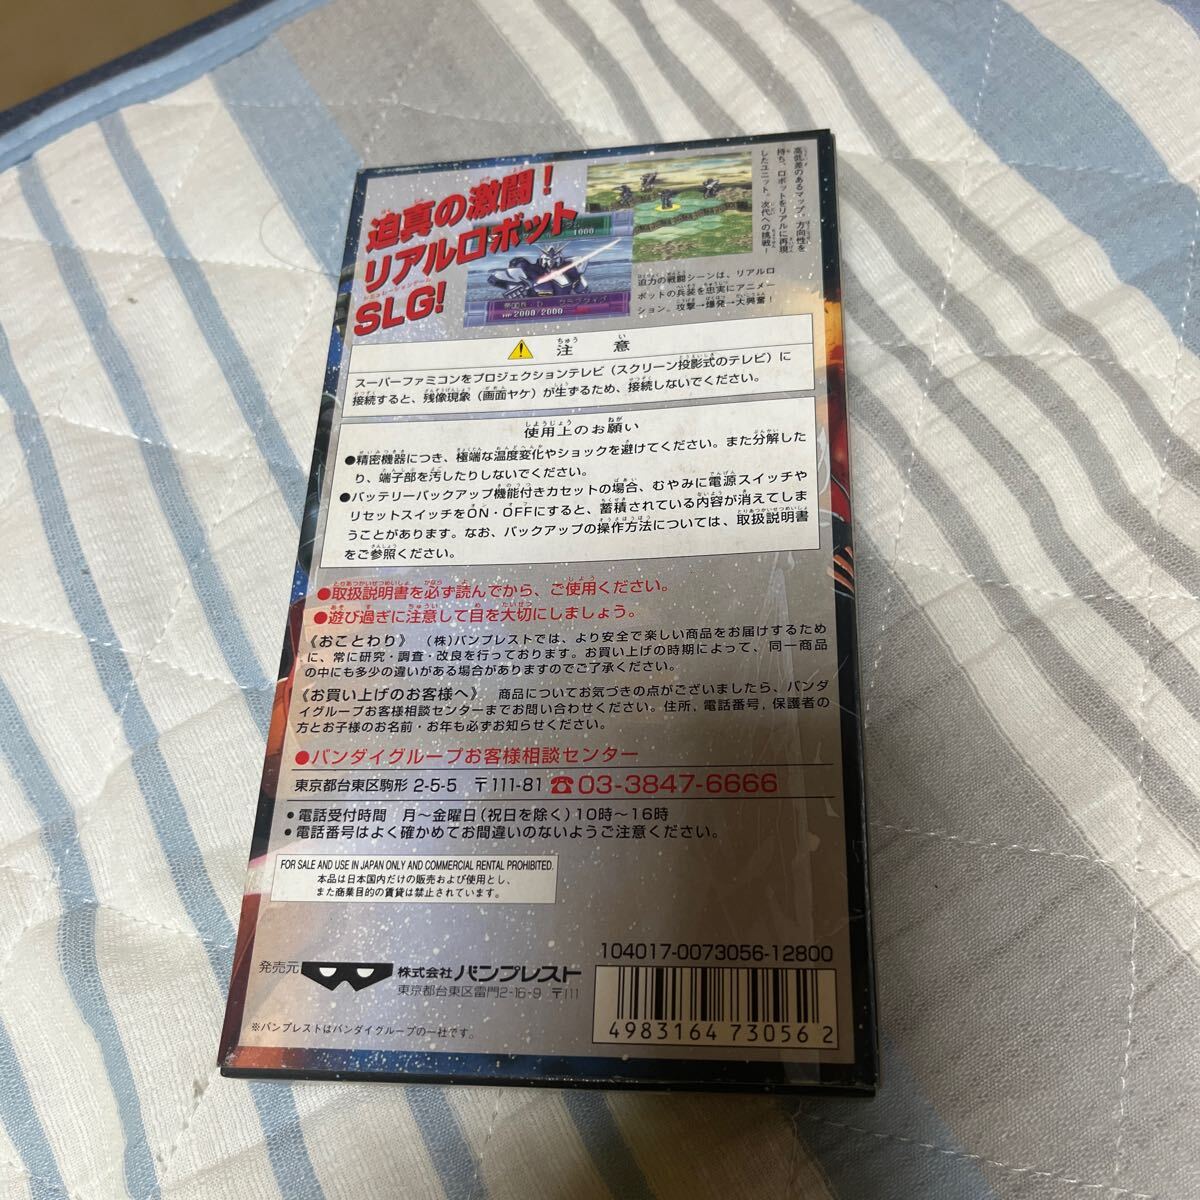 迫真の激闘!
リアルロボット
シミュレーションゲーム
SLG!
高低差のあるマップ、方向性を
持ち、ロボットをリアルに再現
したユニット。次代への挑戦!
1000
HP 2000/2000
迫力の戦闘シーンは、リアルロ
ボットの兵装を忠実にアニメー
ション。攻撃→爆発→大興奮!
注意
スーパーファミコンをプロジェクションテレビ(スクリーン投影式のテレビ)に
接続すると、残像現象(画面ヤケ)が生ずるため、接続しないでください。
使用上のお願い
●精密機器につき、極端な温度変化やショックを避けてください。また分解した
り、端子部を汚したりしないでください。
●バッテリーバックアップ機能付きカセットの場合、むやみに電源スイッチや
リセットスイッチをON・OFFにすると、蓄積されている内容が消えてしま
うことがあります。なお、バックアップの操作方法については、取扱説明書
をご参照ください。
●取扱説明書を必ず読んでから、ご使用ください。
●遊び過ぎに注意して目を大切にしましょう。
《おことわり》 (株)バンプレストでは、より安全で楽しい商品をお届けするため
に、常に研究・調査・改良を行っております。お買い上げの時期によって、同一商品
の中にも多少の違いがある場合がありますのでご了承ください。
《お買い上げのお客様へ》 商品についてお気づきの点がございましたら、バンダ
イグループお客様相談センターまでお問い合わせください。住所、電話番号、保護者の
方とお子様のお名前・お年も必ずお知らせください。
●バンダイグループお客様相談センター
東京都台東区駒形 2-5-5 〒111-81 ☎03-3847-6666
•電話受付時間 月〜金曜日(祝日を除く)10時〜16時
•電話番号はよく確かめてお間違いのないようご注意ください。
FOR SALE AND USE IN JAPAN ONLY AND COMMERCIAL RENTAL PROHIBITED.
本品は日本国内だけの販売および使用とし、
また商業目的の賃貸は禁止されています。
104017-0073056-12800
発売元 株式会社バンプレスト
東京都台東区雷門2-16-9 〒111
※バンプレストはバンダイグループの一社です。
4983164 730562